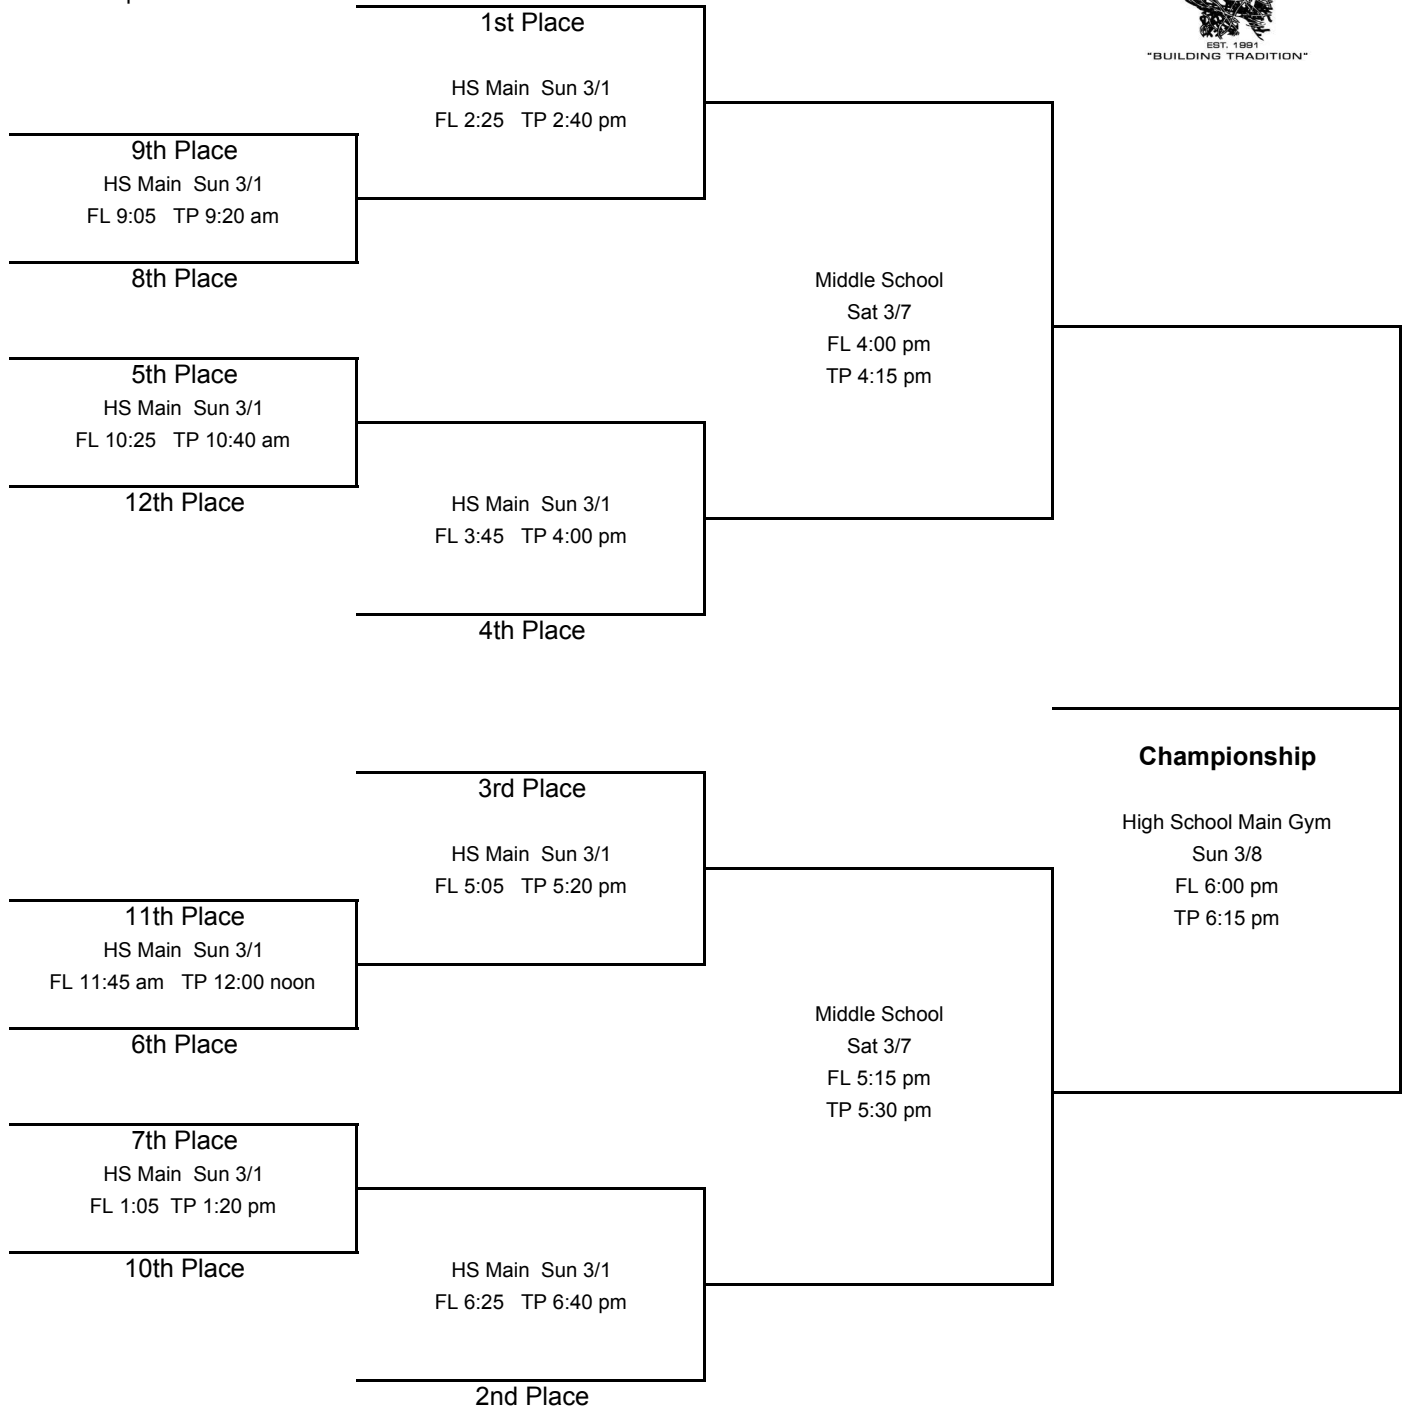 1st Place
EST. 1991
"BUILDING TRADITION"
HS Main Sun 3/1
FL 2:25 TP 2:40 pm
9th Place
HS Main Sun 3/1
FL 9:05 TP 9:20 am
8th Place
Middle School
Sat 3/7
FL 4:00 pm
TP 4:15 pm
5th Place
HS Main Sun 3/1
FL 10:25 TP 10:40 am
12th Place
HS Main Sun 3/1
FL 3:45 TP 4:00 pm
4th Place
Championship
High School Main Gym
Sun 3/8
FL 6:00 pm
TP 6:15 pm
3rd Place
HS Main Sun 3/1
FL 5:05 TP 5:20 pm
11th Place
HS Main Sun 3/1
FL 11:45 am TP 12:00 noon
6th Place
Middle School
Sat 3/7
FL 5:15 pm
TP 5:30 pm
7th Place
HS Main Sun 3/1
FL 1:05 TP 1:20 pm
10th Place
HS Main Sun 3/1
FL 6:25 TP 6:40 pm
2nd Place